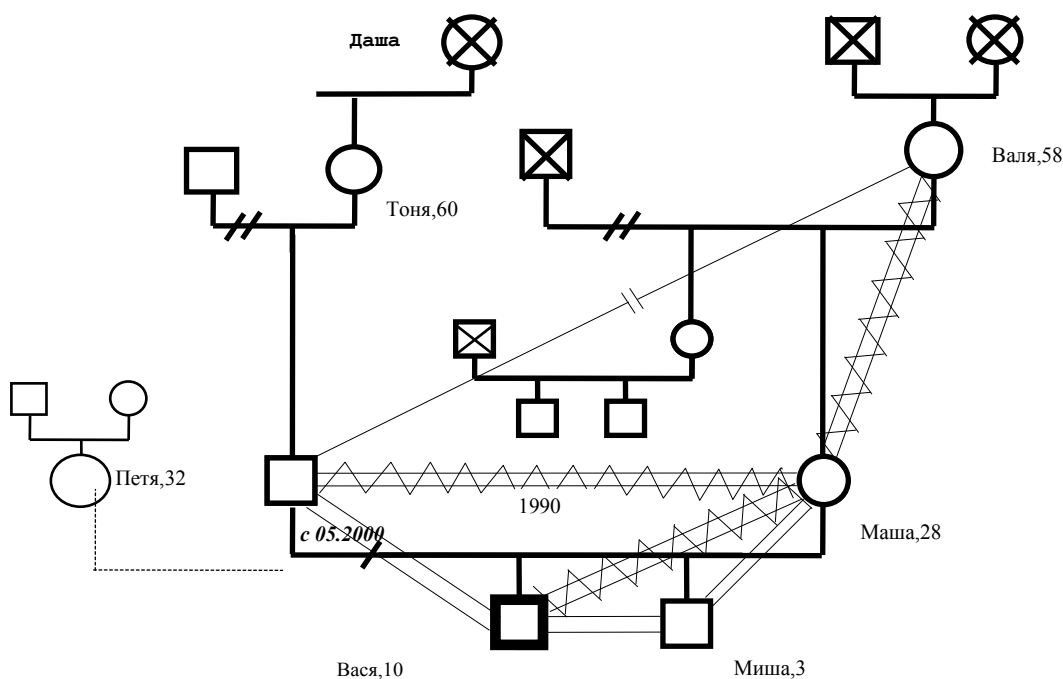 Даша
Валя,58
Тоня,60
Петя,32
1990
Маша,28
с 05.2000
Вася,10
Миша,3